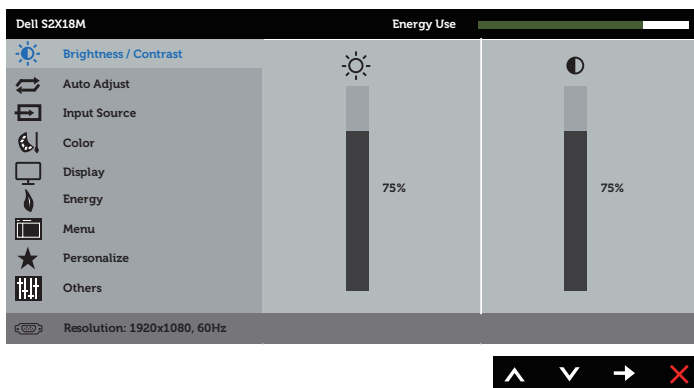 Dell S2X18M
Energy Use
Brightness / Contrast
Auto Adjust
Input Source
Color
Display
Energy
Menu
Personalize
Others
75%
75%
Resolution: 1920x1080, 60Hz